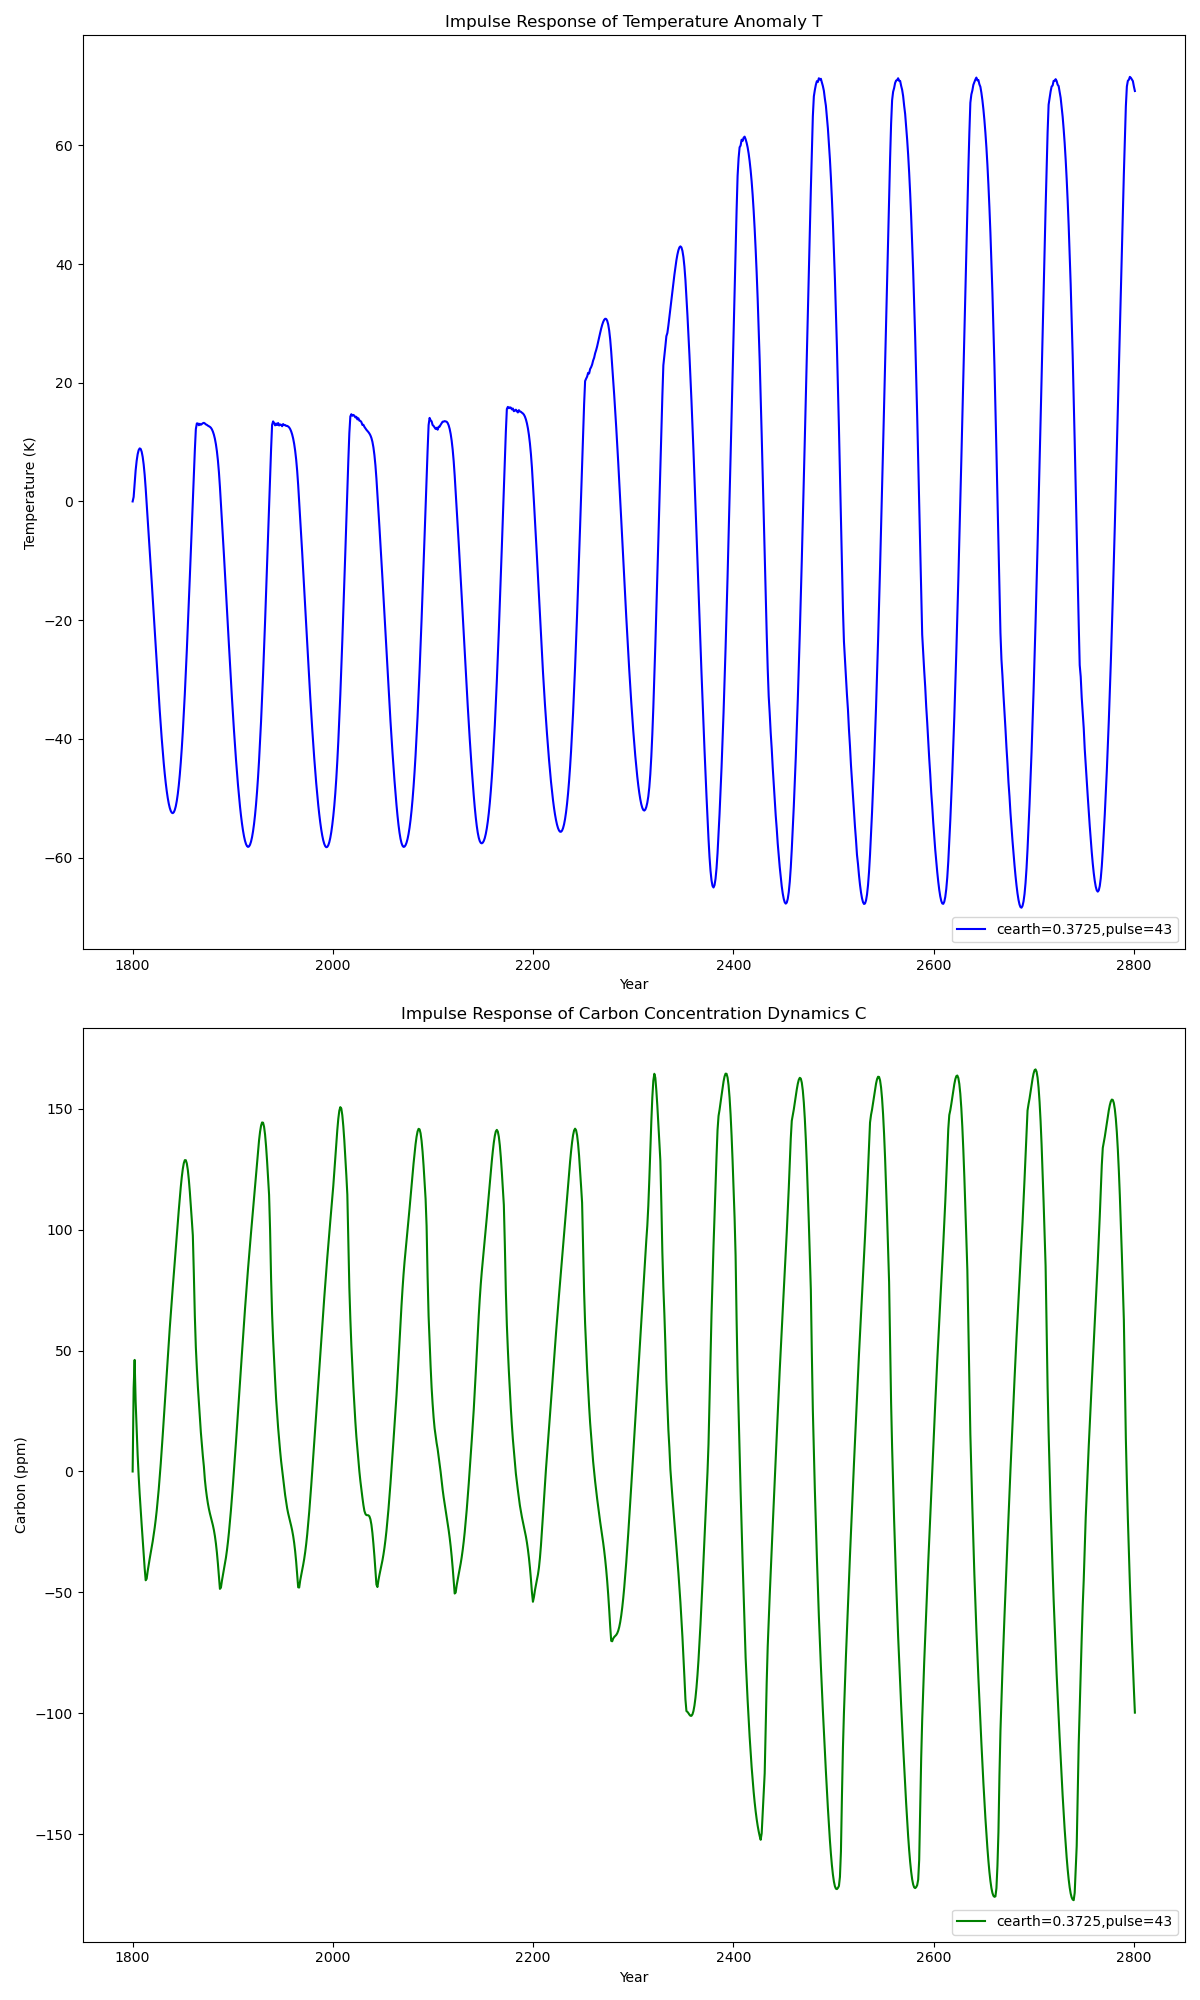 Impulse Response of Temperature Anomaly T
Temperature (K)
60
40
20
0
−20
−40
−60
cearth=0.3725,pulse=43
1800 2000 2200 2400 2600 2800
Year
Impulse Response of Carbon Concentration Dynamics C
Carbon (ppm)
150
100
50
0
−50
−100
−150
cearth=0.3725,pulse=43
1800 2000 2200 2400 2600 2800
Year